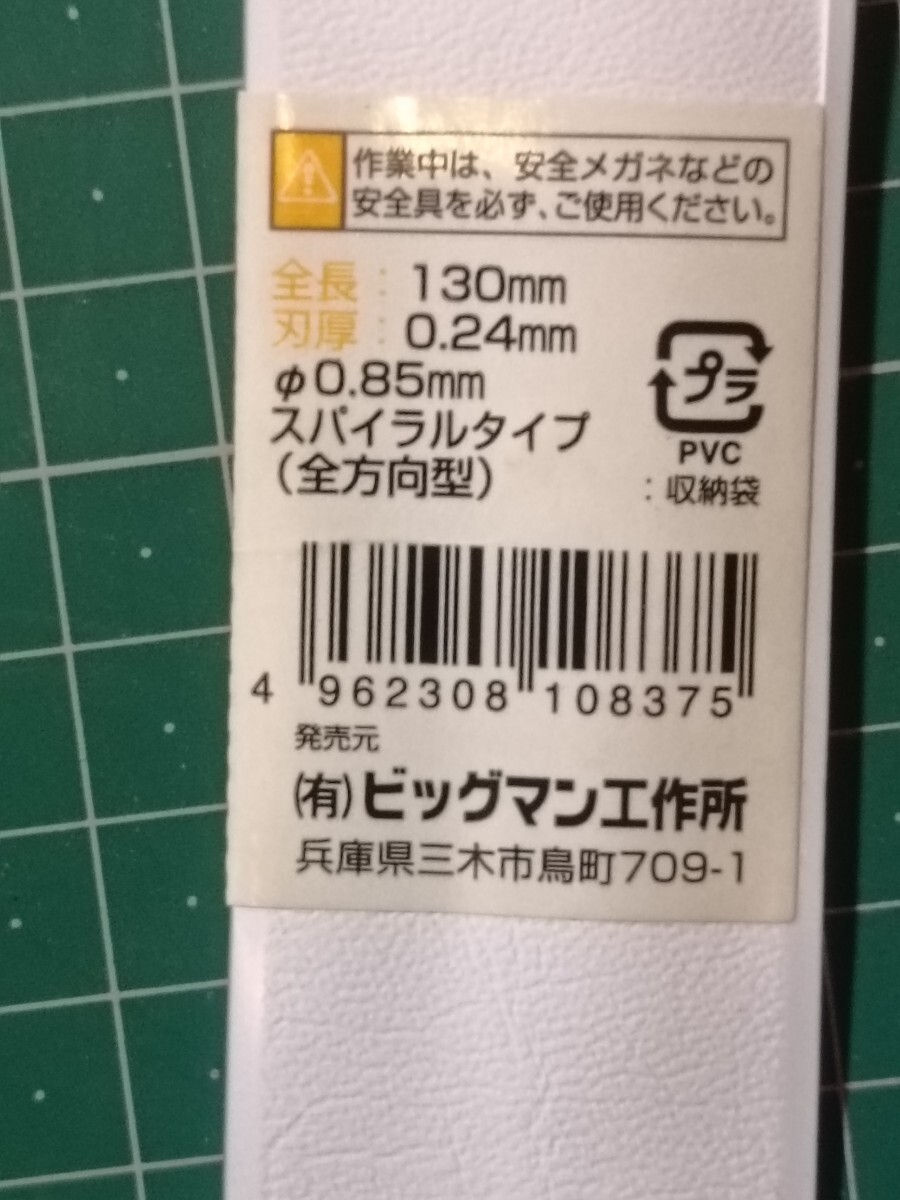 作業中は、安全メガネなどの
安全具を必ず、ご使用ください。
全長：130mm
刃厚：0.24mm
φ0.85mm
スパイラルタイプ
（全方向型）
プラ
PVC
：収納袋
4 962308 108375
発売元
㈲ビッグマン工作所
兵庫県三木市鳥町709-1